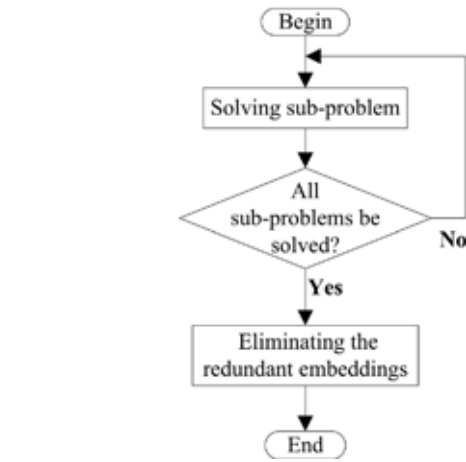 Begin
Solving sub-problem
All
sub-problems be
solved?
No
Yes
Eliminating the
redundant embeddings
End